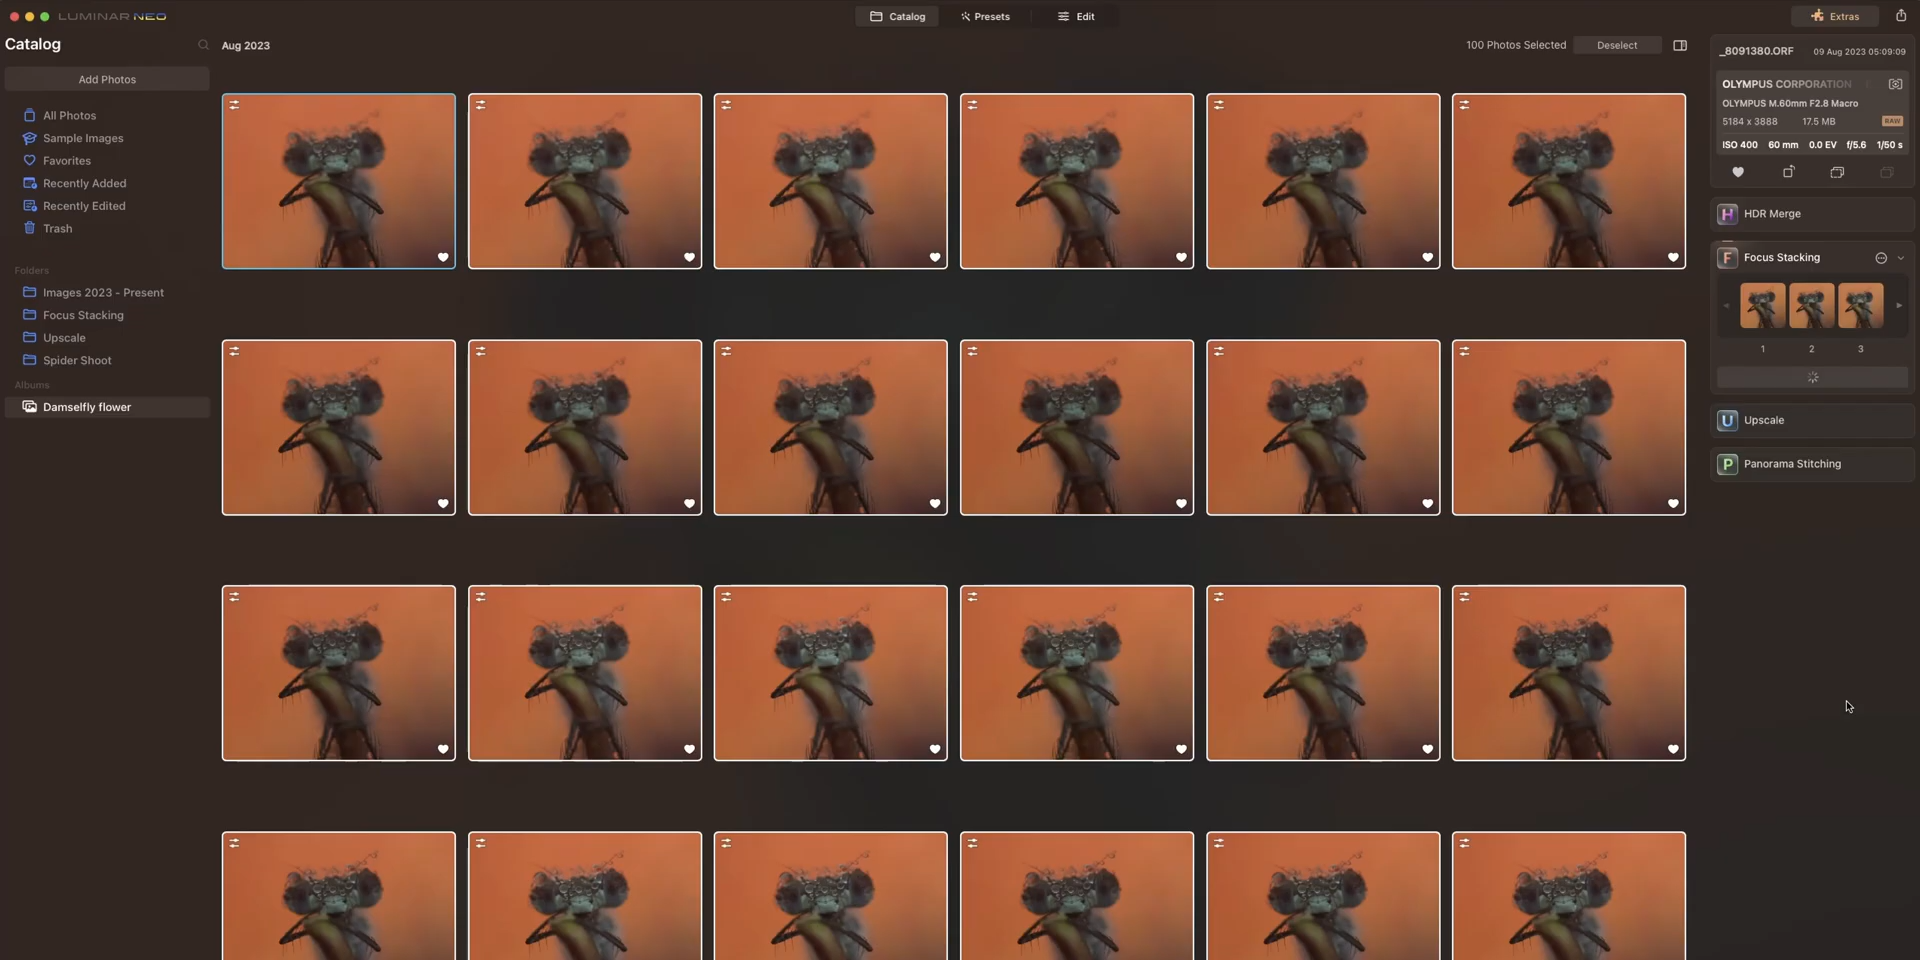 LUMINAR NEO
Catalog
Presets
Edit
Extras
Catalog
Aug 2023
100 Photos Selected
Deselect
Add Photos
All Photos
Sample Images
Favorites
Recently Added
Recently Edited
Trash
Folders
Images 2023 - Present
Focus Stacking
Upscale
Spider Shoot
Albums
Damselfly flower
_8091380.ORF 09 Aug 2023 05:09:09
OLYMPUS CORPORATION
OLYMPUS M.60mm F2.8 Macro
5184 x 3888 17.5 MB RAW
ISO 400 60 mm 0.0 EV f/5.6 1/50 s
H HDR Merge
F Focus Stacking
1 2 3
U Upscale
P Panorama Stitching